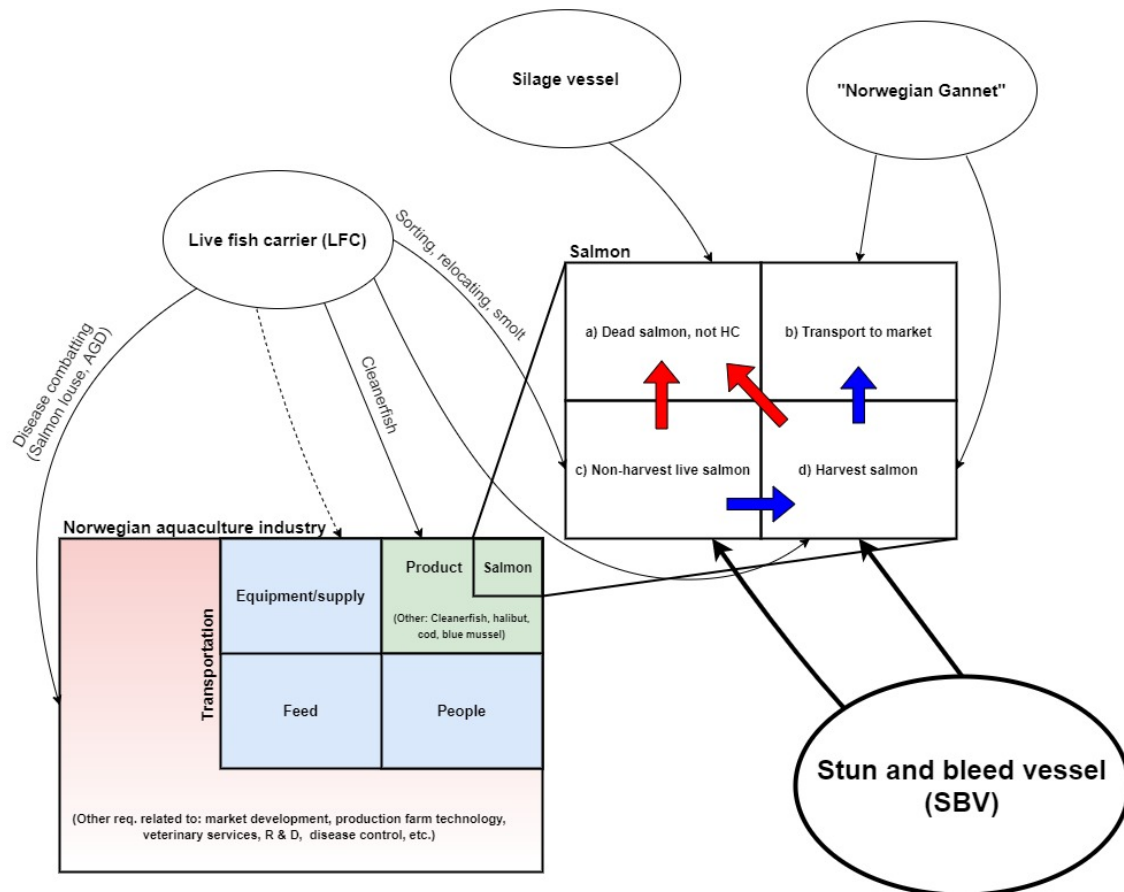 Silage vessel
"Norwegian Gannet"
Live fish carrier (LFC)
Sorting, relocating, smolt
Salmon
Disease combatting
(Salmon louse, AGD)
Cleanerfish
a) Dead salmon, not HC
b) Transport to market
c) Non-harvest live salmon
d) Harvest salmon
Norwegian aquaculture industry
Transportation
Equipment/supply
Product
Salmon
(Other: Cleanerfish, halibut,
cod, blue mussel)
Feed
People
(Other req. related to: market development, production farm technology,
veterinary services, R & D, disease control, etc.)
Stun and bleed vessel
(SBV)